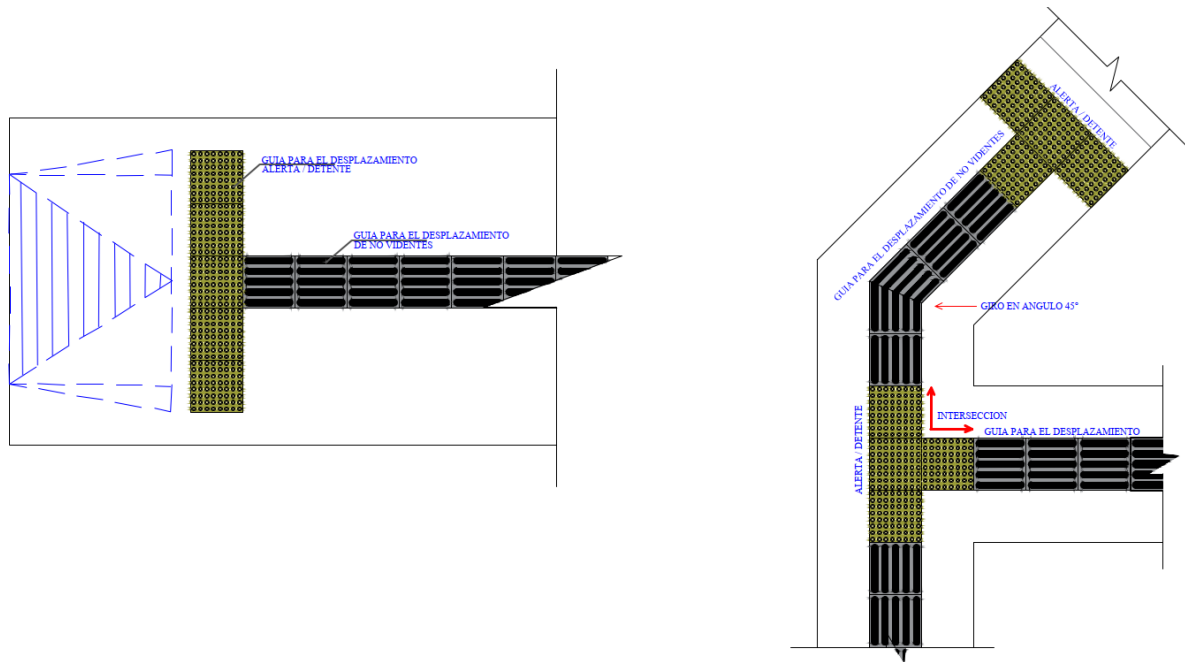 GUIA PARA EL DESPLAZAMIENTO
ALERTA / DETENTE
GUIA PARA EL DESPLAZAMIENTO
DE NO VIDENTES
ALERTA / DETENTE
GUIA PARA EL DESPLAZAMIENTO DE NO VIDENTES
GIRO EN ANGULO 45°
INTERSECCION
GUIA PARA EL DESPLAZAMIENTO
ALERTA / DETENTE